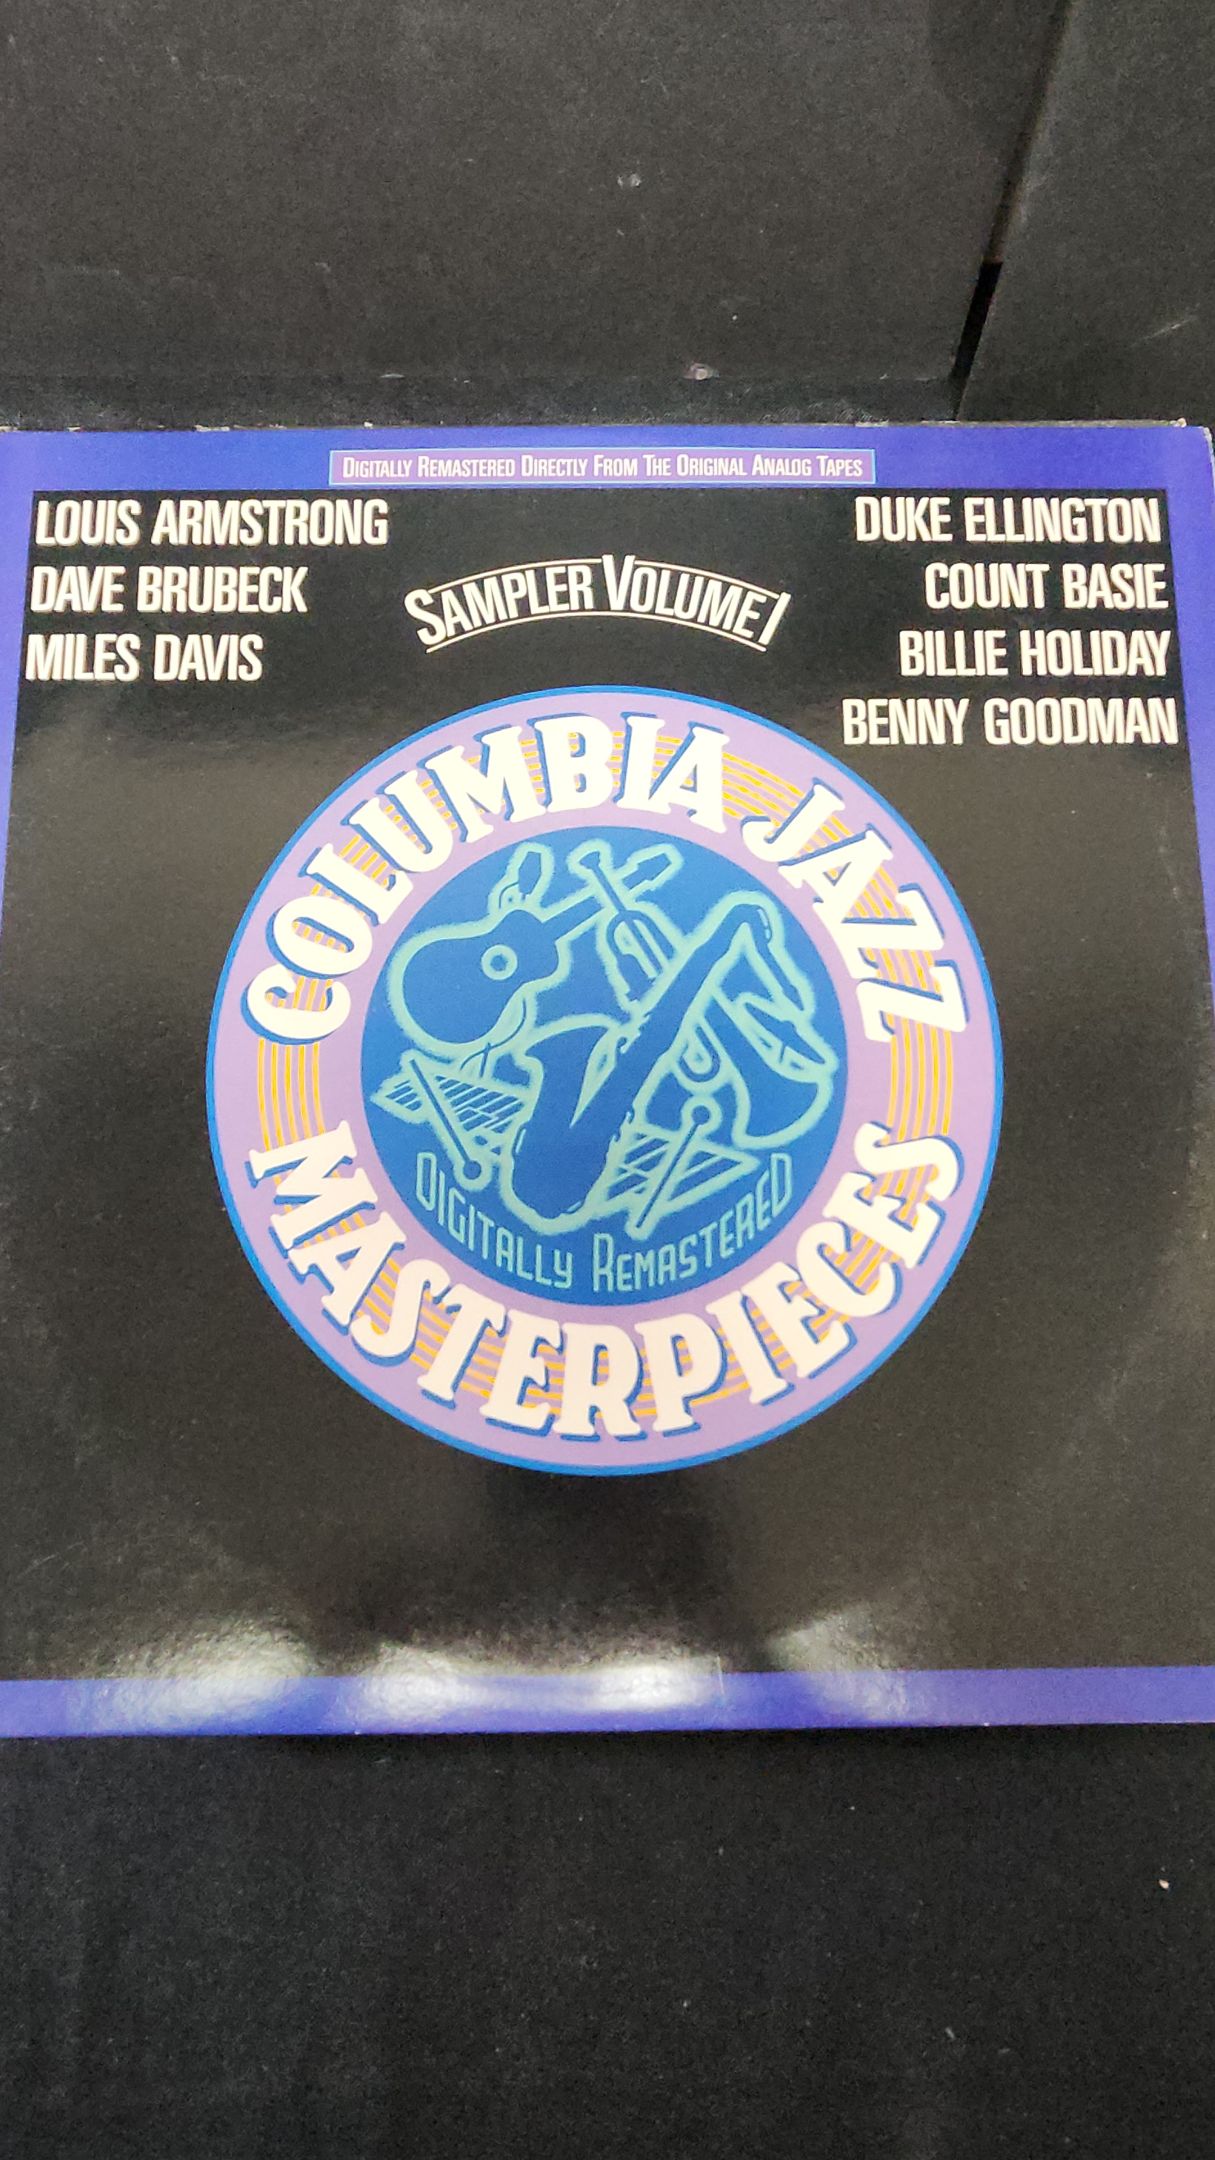 DIGITALLY REMASTERED DIRECTLY FROM THE ORIGINAL ANALOG TAPES
LOUIS ARMSTRONG
DAVE BRUBECK
MILES DAVIS
SAMPLER VOLUME I
DUKE ELLINGTON
COUNT BASIE
BILLIE HOLIDAY
BENNY GOODMAN
COLUMBIA JAZZ
MASTERPIECES
DIGITALLY REMASTERED